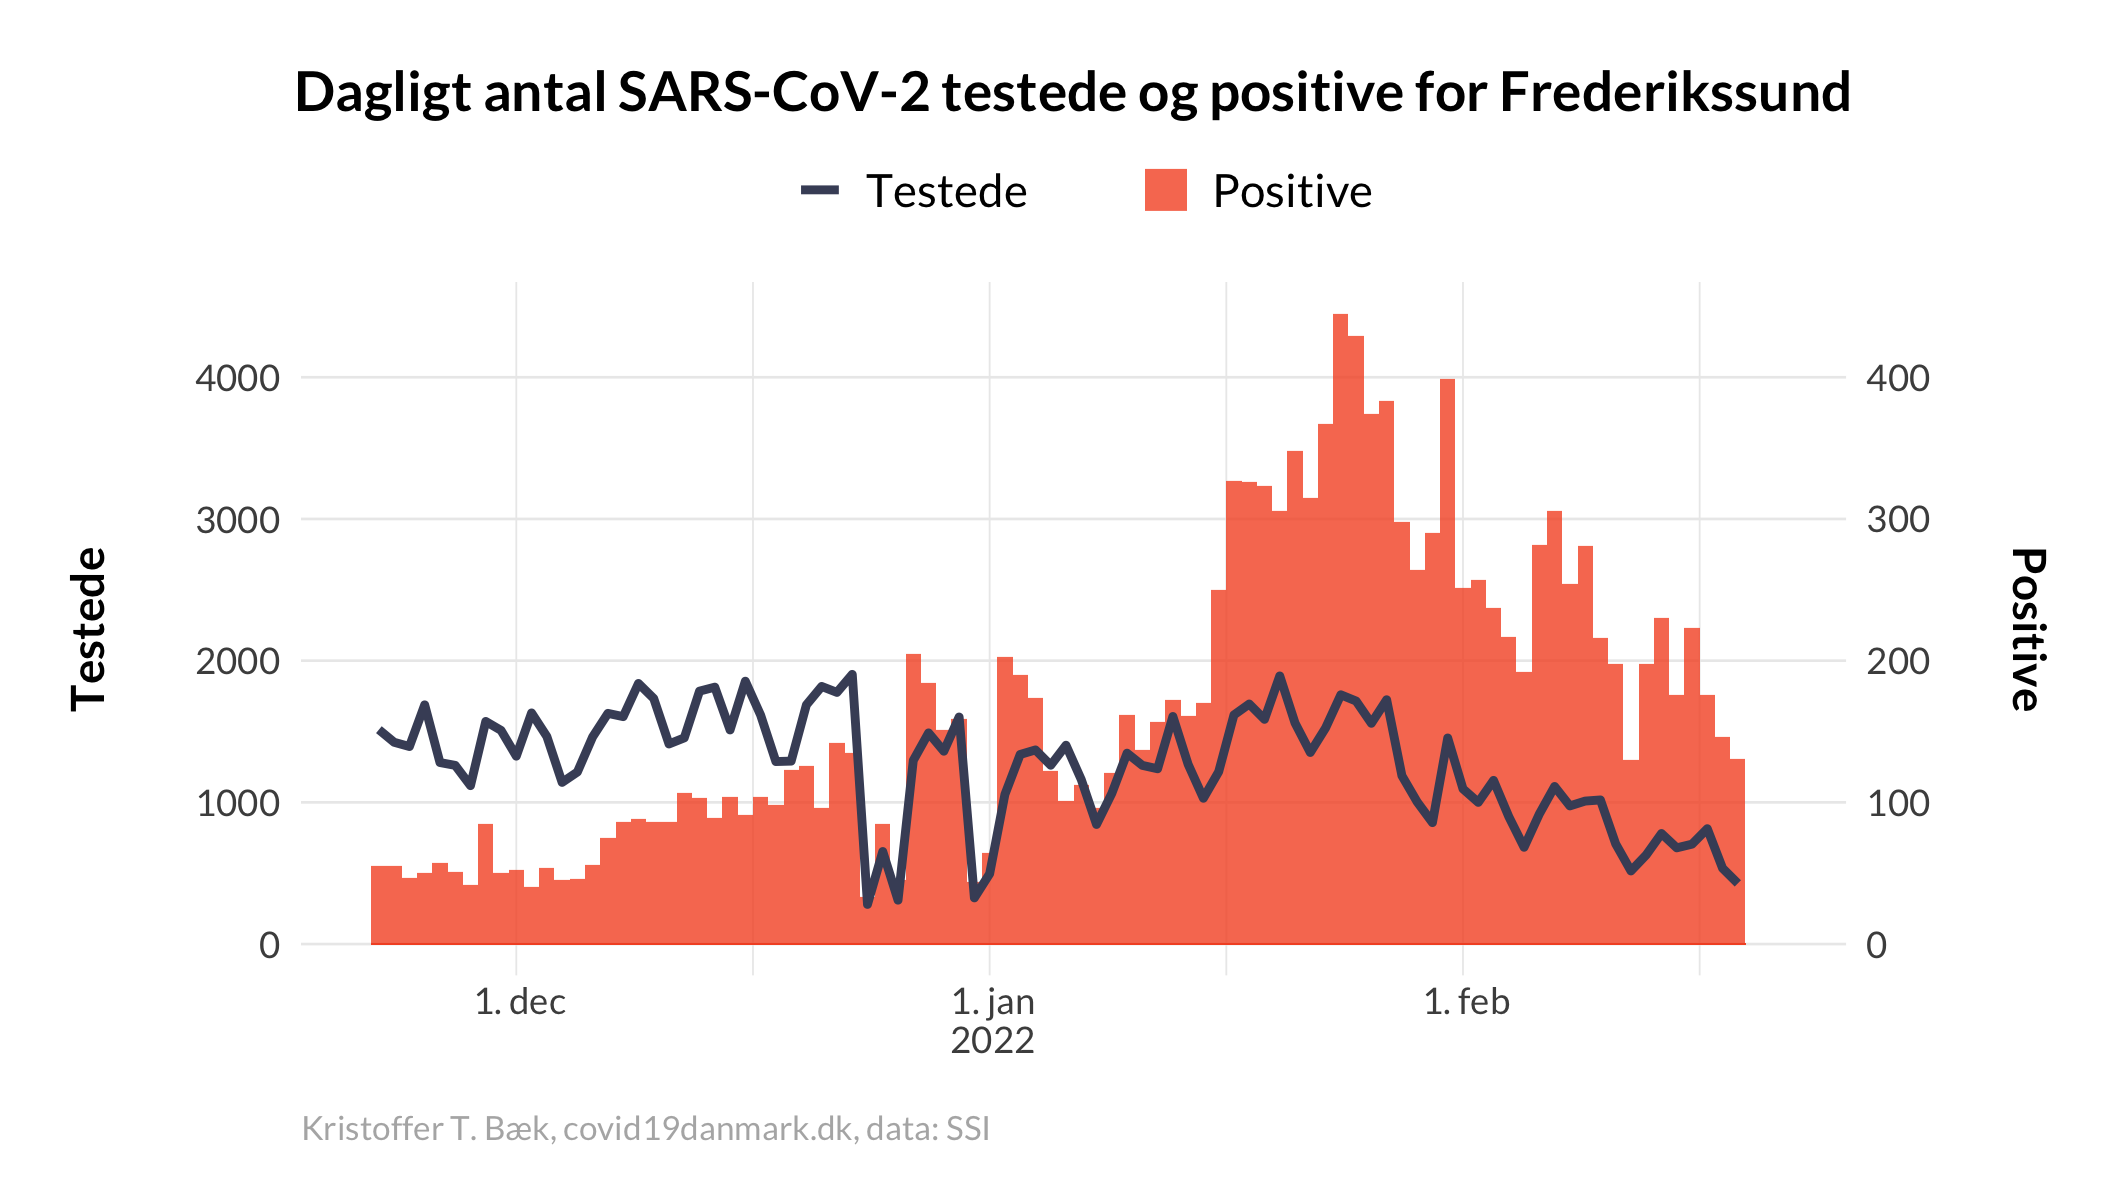 Dagligt antal SARS-CoV-2 testede og positive for Frederikssund
Testede
Positive
4000
3000
2000
1000
0
Testede
400
300
200
100
0
Positive
1. dec
1. jan
2022
1. feb
Kristoffer T. Bæk, covid19danmark.dk, data: SSI